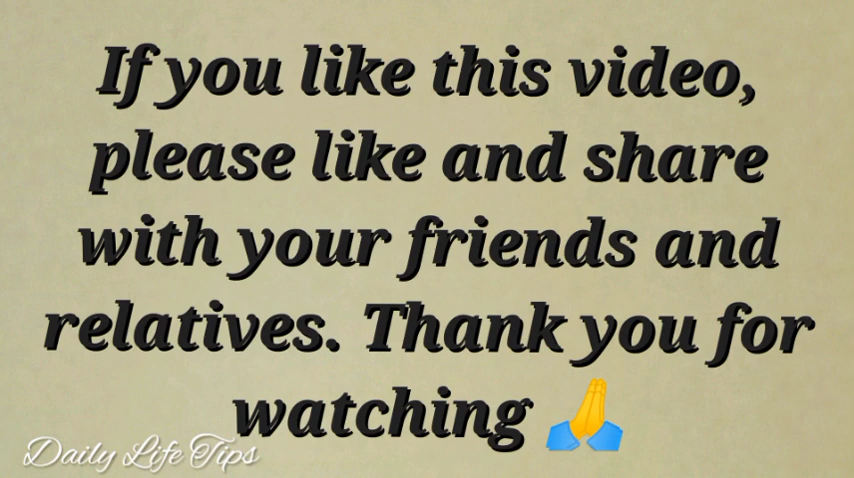 If you like this video,
please like and share
with your friends and
relatives. Thank you for
watching 🙏
Daily Life Tips